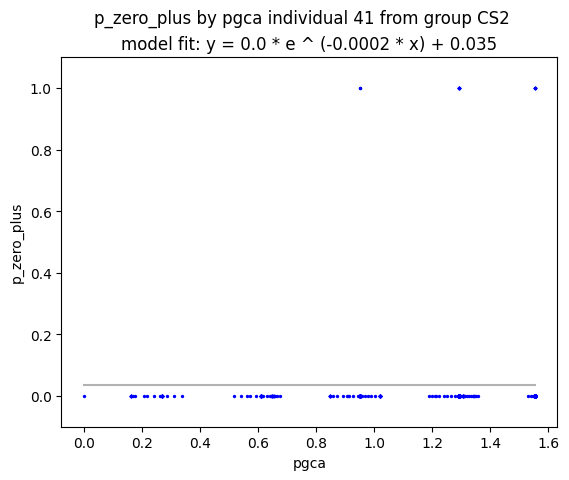 p_zero_plus by pgca individual 41 from group CS2
model fit: y = 0.0 * e ^ (-0.0002 * x) + 0.035
1.0
0.8
0.6
0.4
0.2
0.0
p_zero_plus
0.0 0.2 0.4 0.6 0.8 1.0 1.2 1.4 1.6
pgca